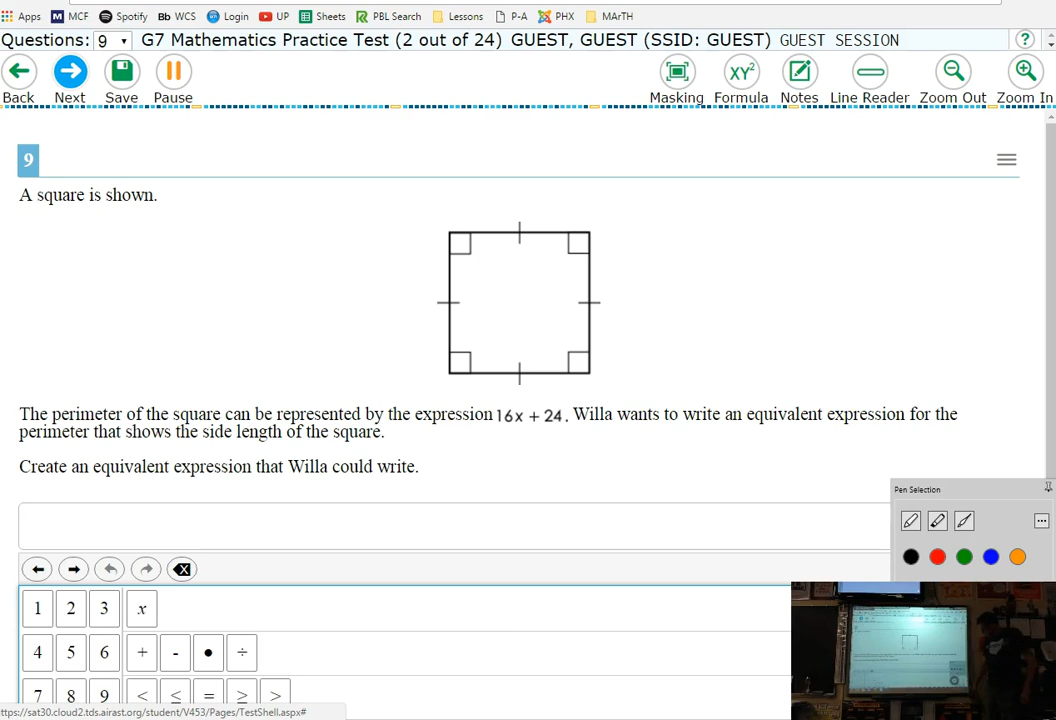 Apps MCF Spotify Bb WCS Login UP Sheets PBL Search Lessons P-A PHX MArTH
Questions: 9 G7 Mathematics Practice Test (2 out of 24) GUEST, GUEST (SSID: GUEST) GUEST SESSION ?
Back Next Save Pause XY² Masking Formula Notes Line Reader Zoom Out Zoom In
9
A square is shown.
The perimeter of the square can be represented by the expression 16x + 24. Willa wants to write an equivalent expression for the
perimeter that shows the side length of the square.
Create an equivalent expression that Willa could write.
Pen Selection
1 2 3 x
4 5 6 + - • ÷
7 8 9 < ≤ = ≥ >
ttps://sat30.cloud2.tds.airast.org/student/V453/Pages/TestShell.aspx#